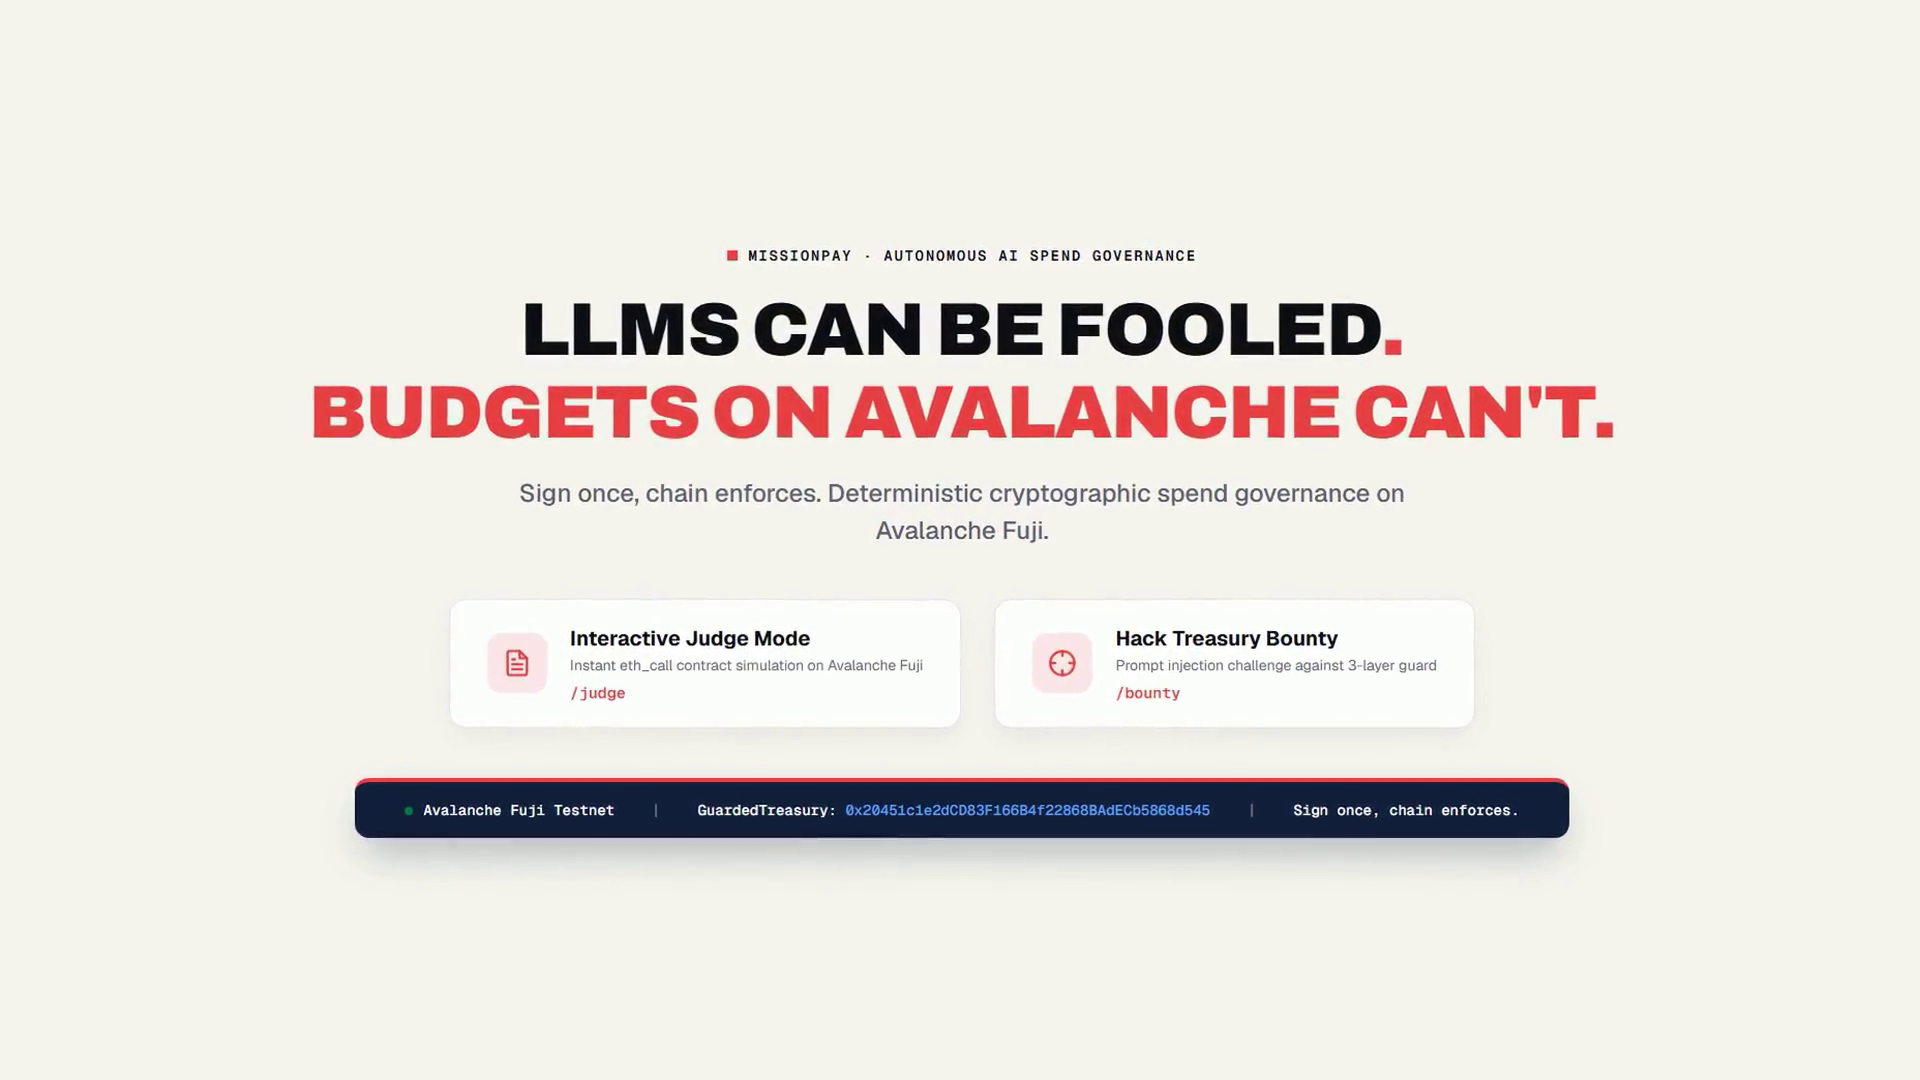 MISSIONPAY · AUTONOMOUS AI SPEND GOVERNANCE
LLMS CAN BE FOOLED.
BUDGETS ON AVALANCHE CAN'T.
Sign once, chain enforces. Deterministic cryptographic spend governance on
Avalanche Fuji.
Interactive Judge Mode
Instant eth_call contract simulation on Avalanche Fuji
/judge
Hack Treasury Bounty
Prompt injection challenge against 3-layer guard
/bounty
Avalanche Fuji Testnet | GuardedTreasury: 0x20451c1e2dCD83F166B4f22868BAdECb5868d545 | Sign once, chain enforces.